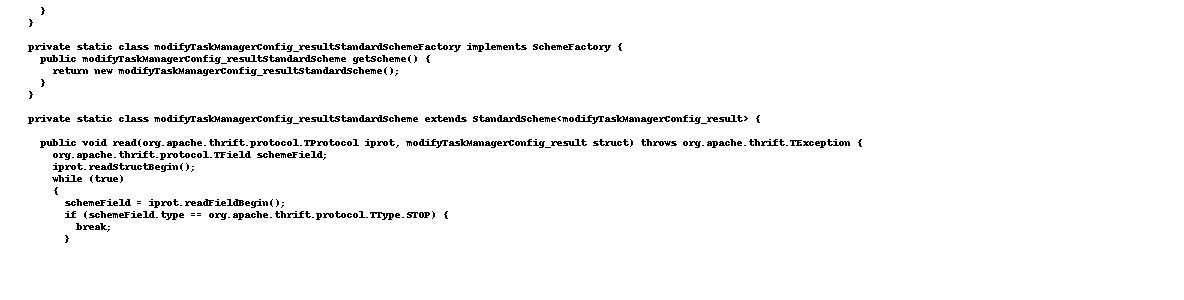 }
}
private static class modifyTaskManagerConfig_resultStandardSchemeFactory implements SchemeFactory {
public modifyTaskManagerConfig_resultStandardScheme getScheme() {
return new modifyTaskManagerConfig_resultStandardScheme();
}
}
private static class modifyTaskManagerConfig_resultStandardScheme extends StandardScheme<modifyTaskManagerConfig_result> {
public void read(org.apache.thrift.protocol.TProtocol iprot, modifyTaskManagerConfig_result struct) throws org.apache.thrift.TException {
org.apache.thrift.protocol.TField schemeField;
iprot.readStructBegin();
while (true)
{
schemeField = iprot.readFieldBegin();
if (schemeField.type == org.apache.thrift.protocol.TType.STOP) {
break;
}